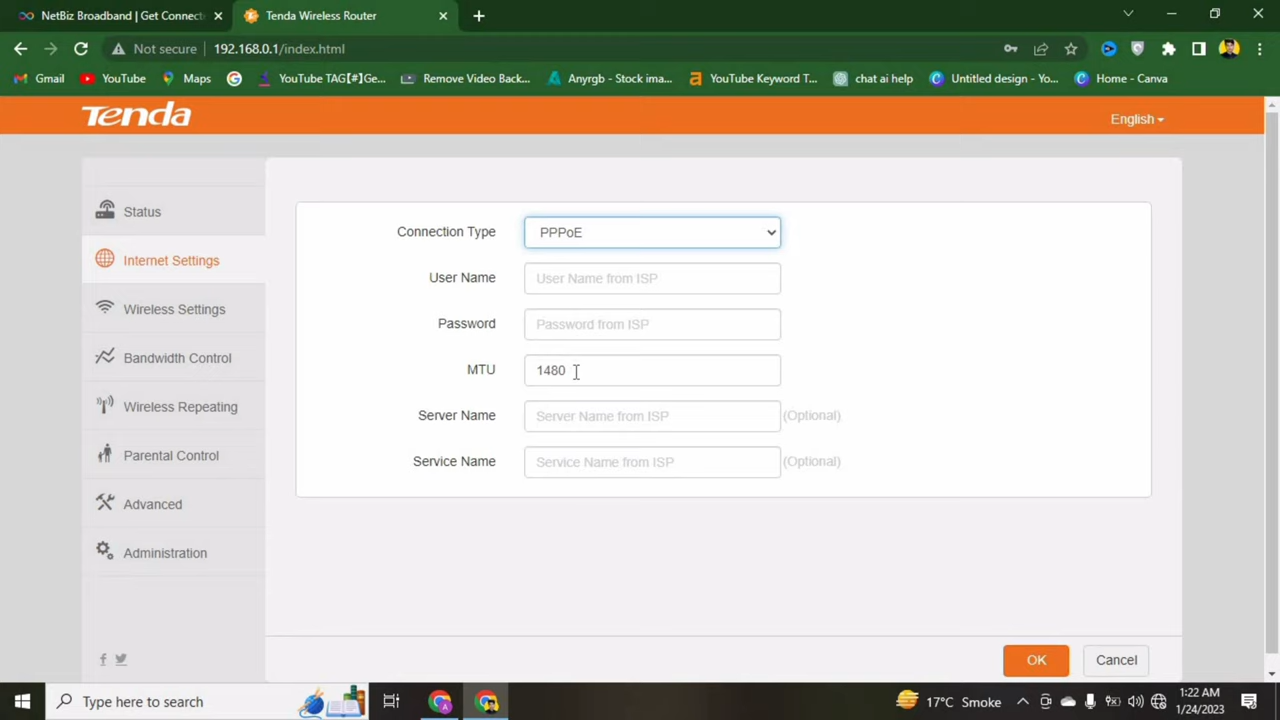 NetBiz Broadband | Get Connecte
Tenda Wireless Router
Not secure
192.168.0.1/index.html
Gmail
YouTube
Maps
YouTube TAG【#】Ge...
Remove Video Back...
Anyrgb - Stock ima...
YouTube Keyword T...
chat ai help
Untitled design - Yo...
Home - Canva
Tenda
English
Status
Internet Settings
Wireless Settings
Bandwidth Control
Wireless Repeating
Parental Control
Advanced
Administration
Connection Type
PPPoE
User Name
User Name from ISP
Password
Password from ISP
MTU
1480
Server Name
Server Name from ISP
(Optional)
Service Name
Service Name from ISP
(Optional)
OK
Cancel
Type here to search
17°C Smoke
1:22 AM
1/24/2023